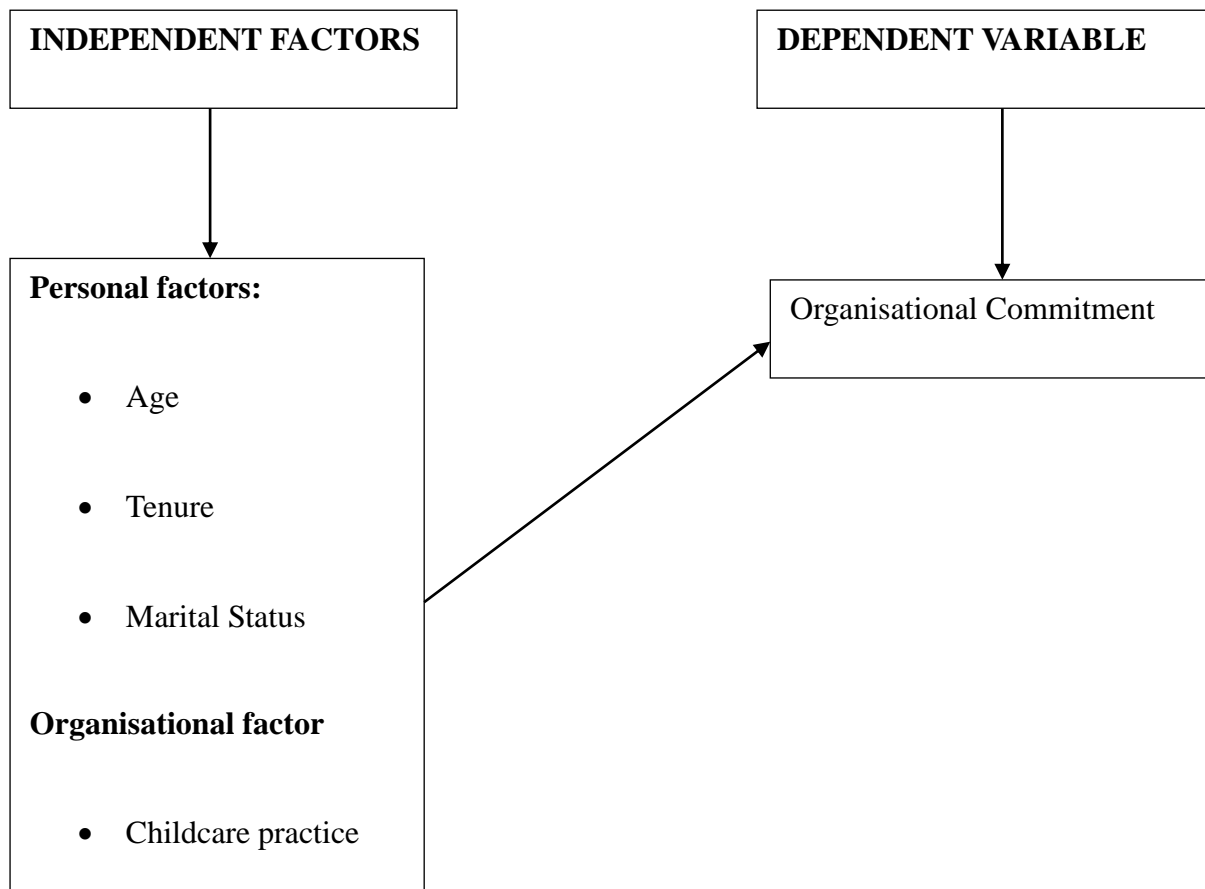 INDEPENDENT FACTORS
DEPENDENT VARIABLE
Personal factors:
• Age
• Tenure
• Marital Status
Organisational factor
• Childcare practice
Organisational Commitment